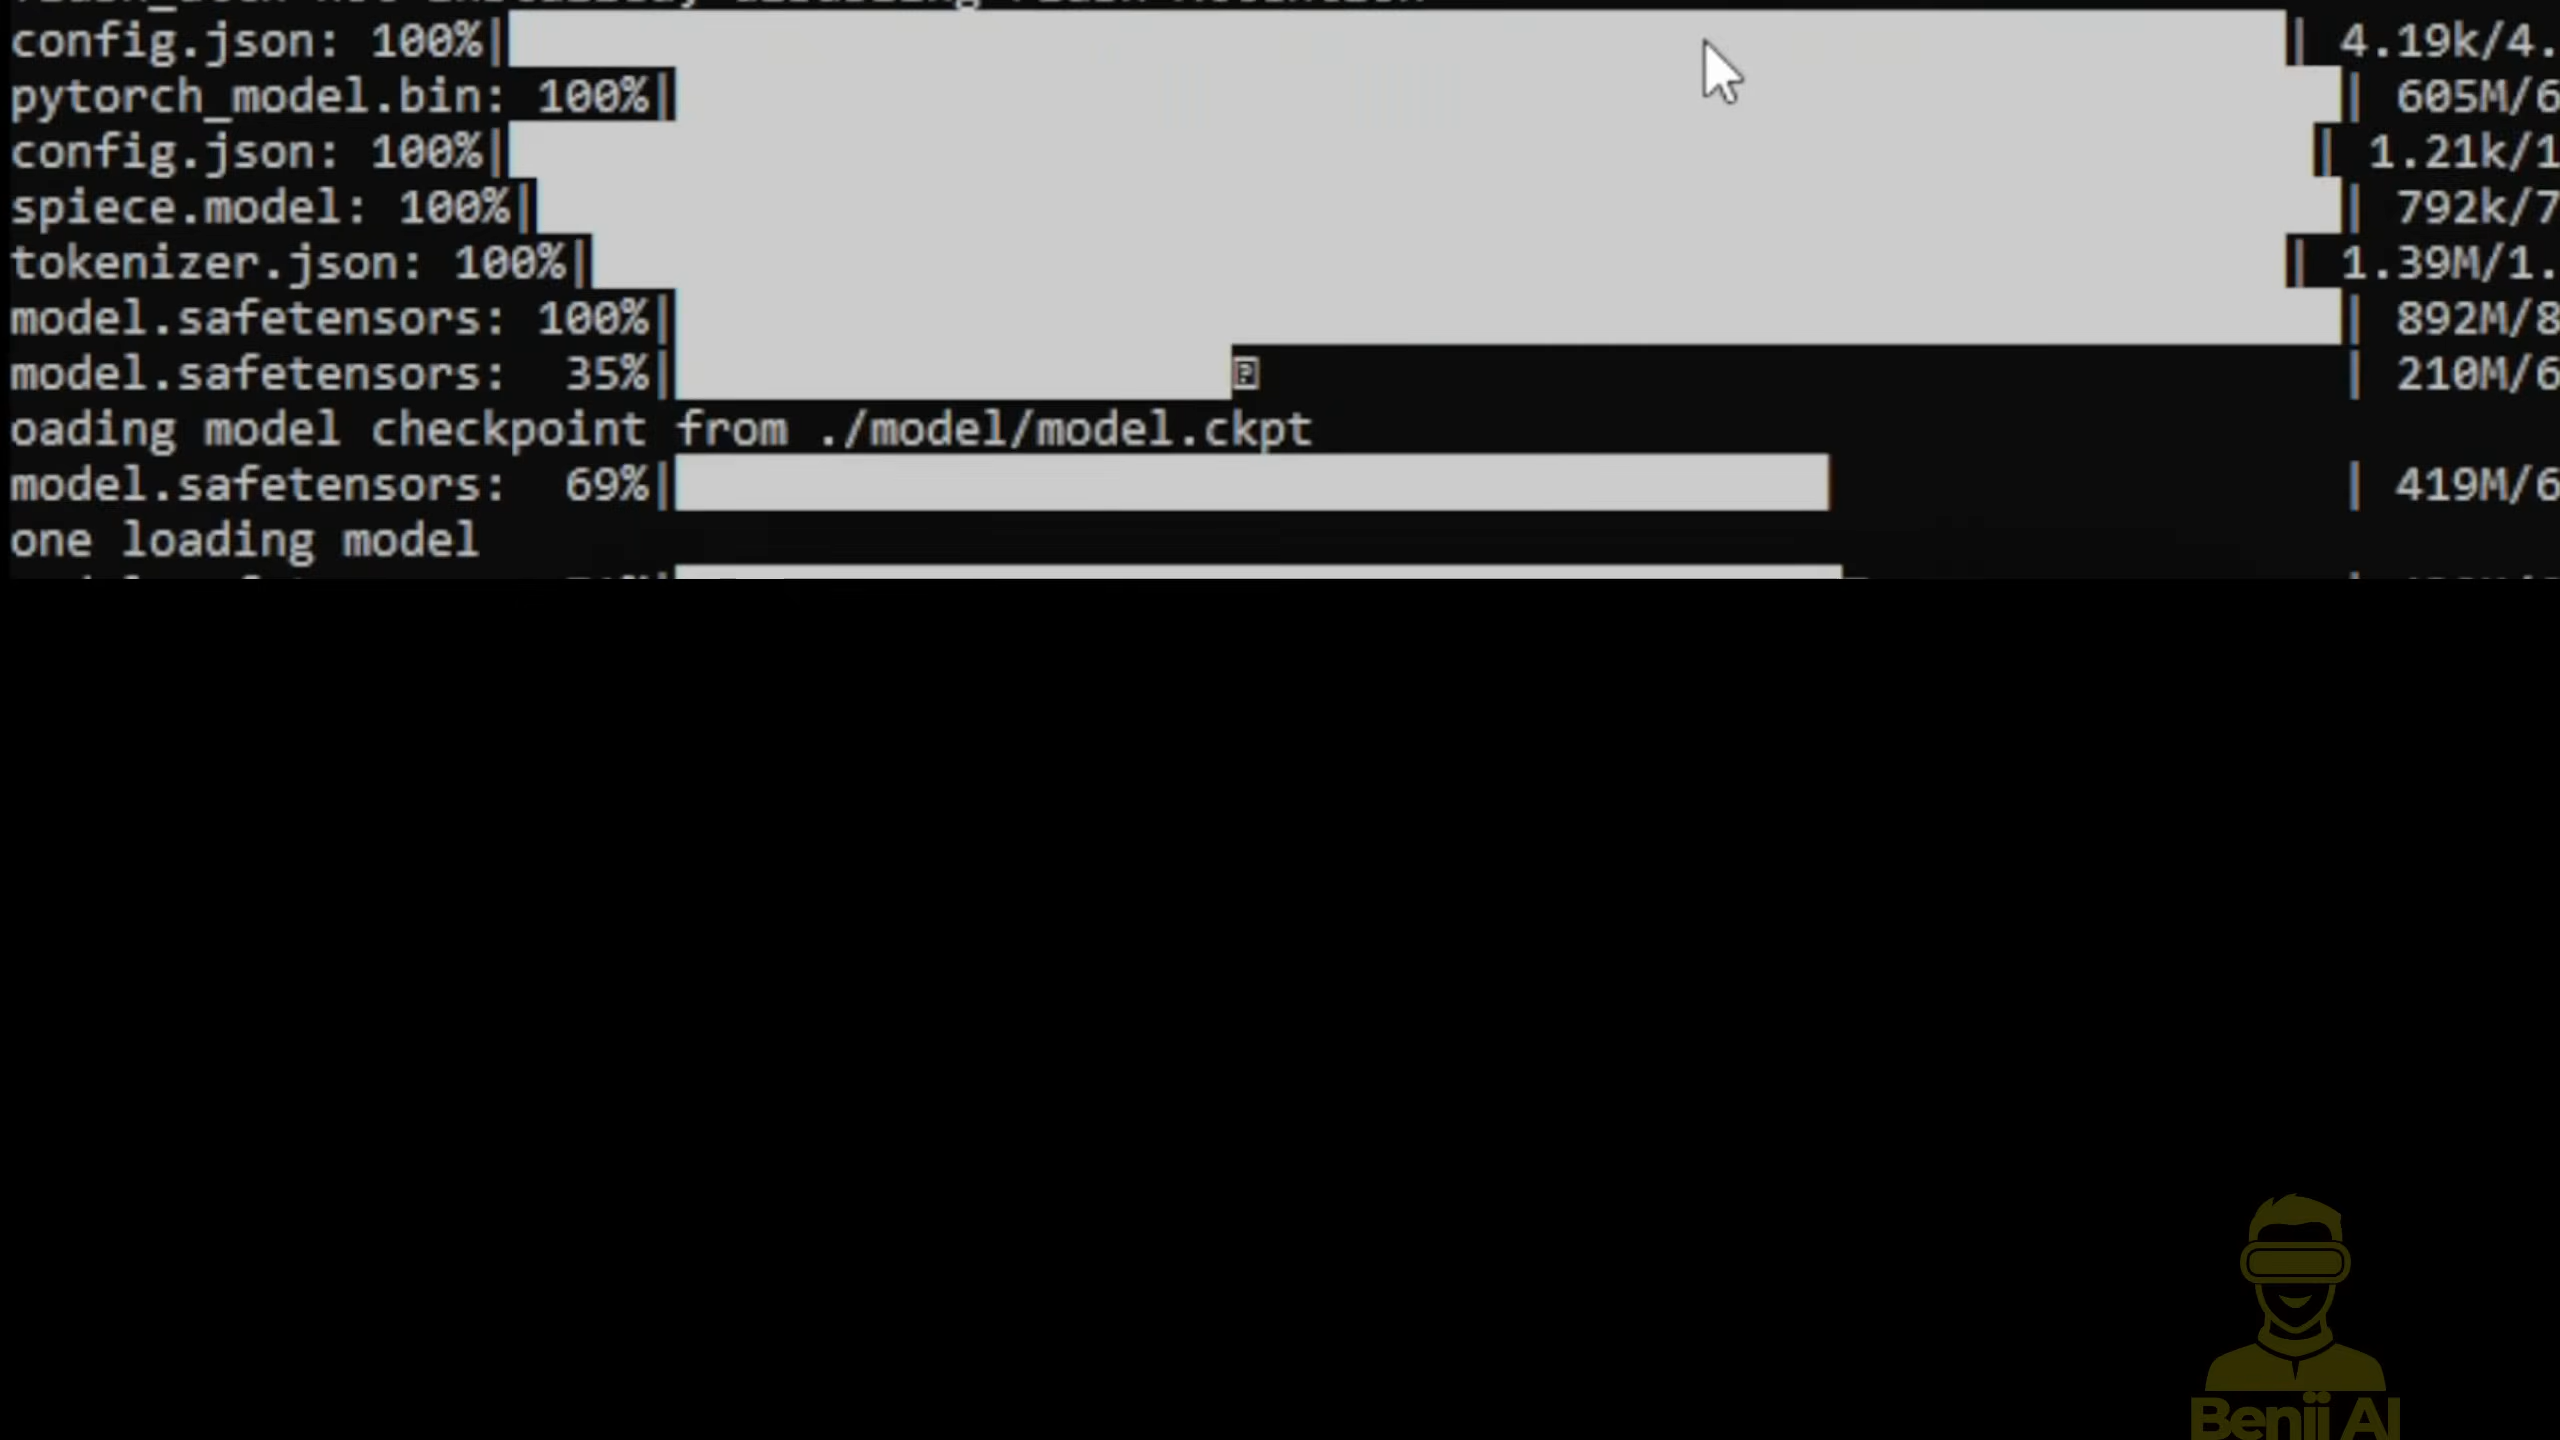 config.json: 100%| | 4.19k/4.
pytorch_model.bin: 100%| | 605M/6
config.json: 100%| | 1.21k/1
spiece.model: 100%| | 792k/7
tokenizer.json: 100%| | 1.39M/1.
model.safetensors: 100%| | 892M/8
model.safetensors: 35%| | 210M/6
oading model checkpoint from ./model/model.ckpt
model.safetensors: 69%| | 419M/6
one loading model
Benji AI